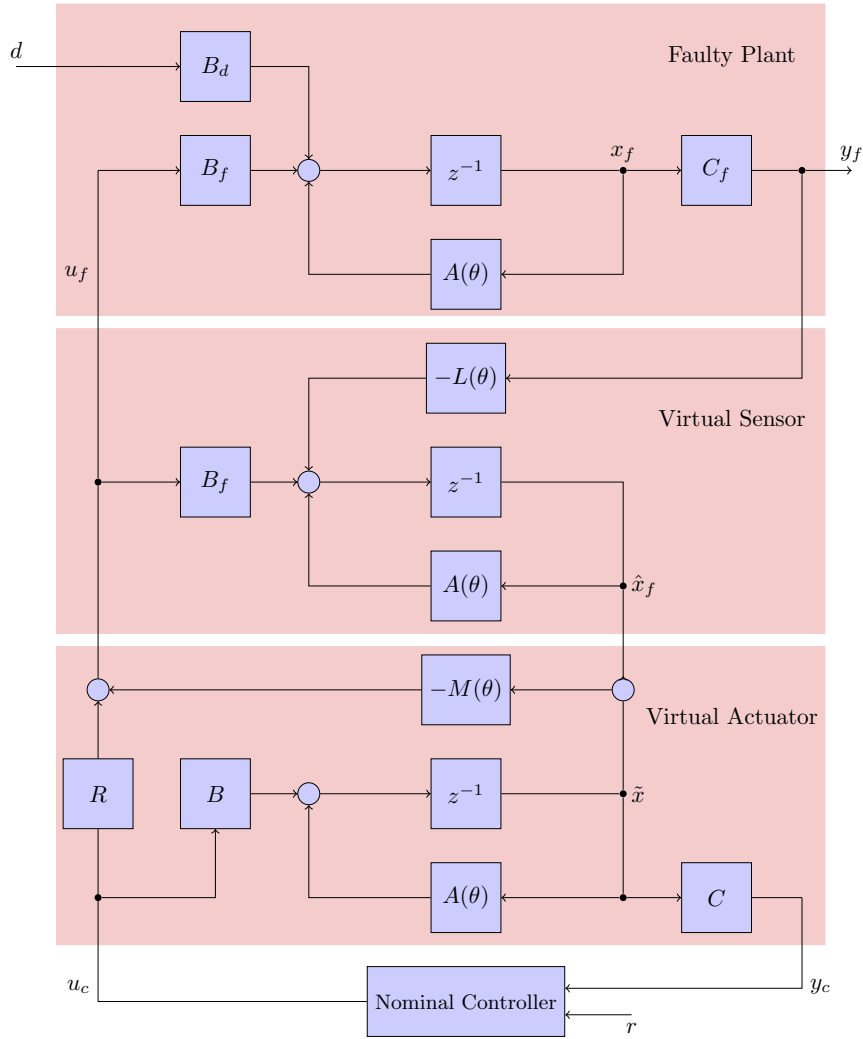 d
B_d
Faulty Plant
B_f
z^{-1}
x_f
C_f
y_f
u_f
A(θ)
−L(θ)
Virtual Sensor
B_f
z^{-1}
A(θ)
x̂_f
−M(θ)
Virtual Actuator
R
B
z^{-1}
x̃
A(θ)
C
u_c
Nominal Controller
y_c
r